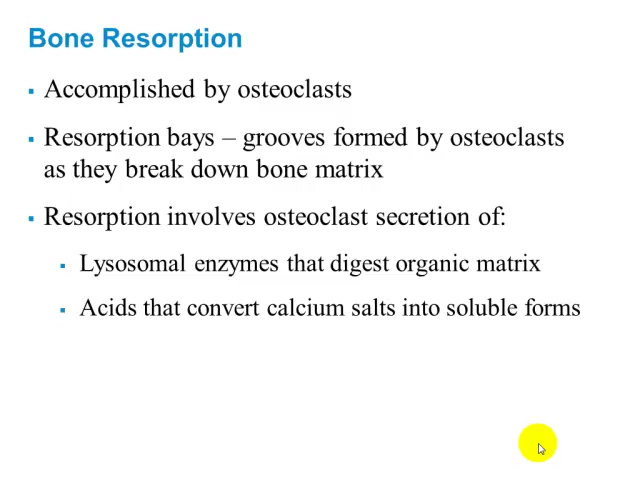 Bone Resorption
▪ Accomplished by osteoclasts
▪ Resorption bays – grooves formed by osteoclasts
as they break down bone matrix
▪ Resorption involves osteoclast secretion of:
▪ Lysosomal enzymes that digest organic matrix
▪ Acids that convert calcium salts into soluble forms